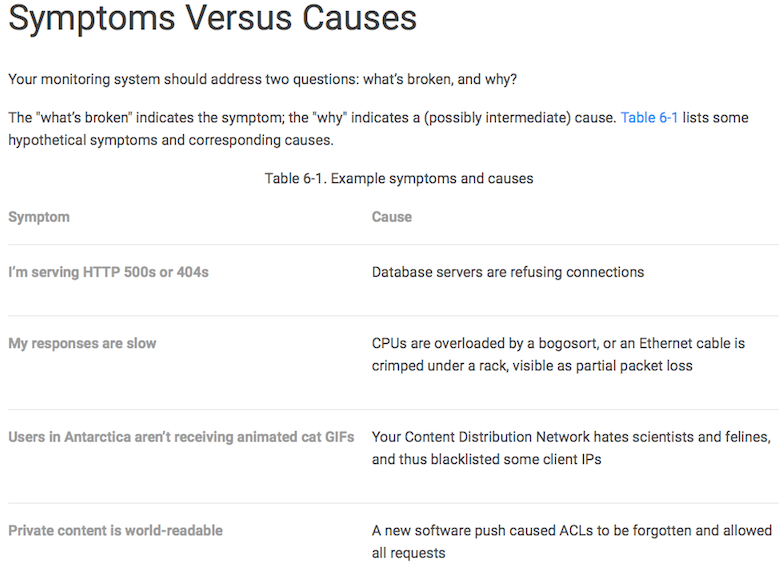 Symptoms Versus Causes
Your monitoring system should address two questions: what's broken, and why?
The "what's broken" indicates the symptom; the "why" indicates a (possibly intermediate) cause. Table 6-1 lists some
hypothetical symptoms and corresponding causes.
Table 6-1. Example symptoms and causes
Symptom Cause
I'm serving HTTP 500s or 404s Database servers are refusing connections
My responses are slow CPUs are overloaded by a bogosort, or an Ethernet cable is
crimped under a rack, visible as partial packet loss
Users in Antarctica aren't receiving animated cat GIFs Your Content Distribution Network hates scientists and felines,
and thus blacklisted some client IPs
Private content is world-readable A new software push caused ACLs to be forgotten and allowed
all requests